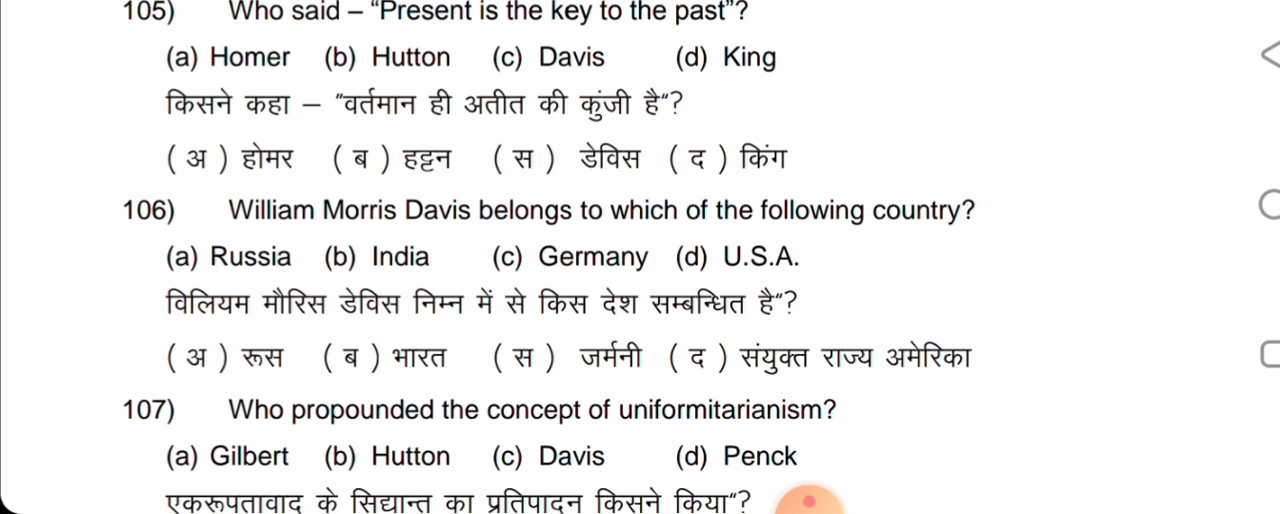 105) Who said – “Present is the key to the past”?
(a) Homer (b) Hutton (c) Davis (d) King
किसने कहा – "वर्तमान ही अतीत की कुंजी है"?
( अ ) होमर ( ब ) हट्टन ( स ) डेविस ( द ) किंग
106) William Morris Davis belongs to which of the following country?
(a) Russia (b) India (c) Germany (d) U.S.A.
विलियम मौरिस डेविस निम्न में से किस देश सम्बन्धित है"?
( अ ) रूस ( ब ) भारत ( स ) जर्मनी ( द ) संयुक्त राज्य अमेरिका
107) Who propounded the concept of uniformitarianism?
(a) Gilbert (b) Hutton (c) Davis (d) Penck
एकरूपतावाद के सिद्यान्त का प्रतिपादन किसने किया"?